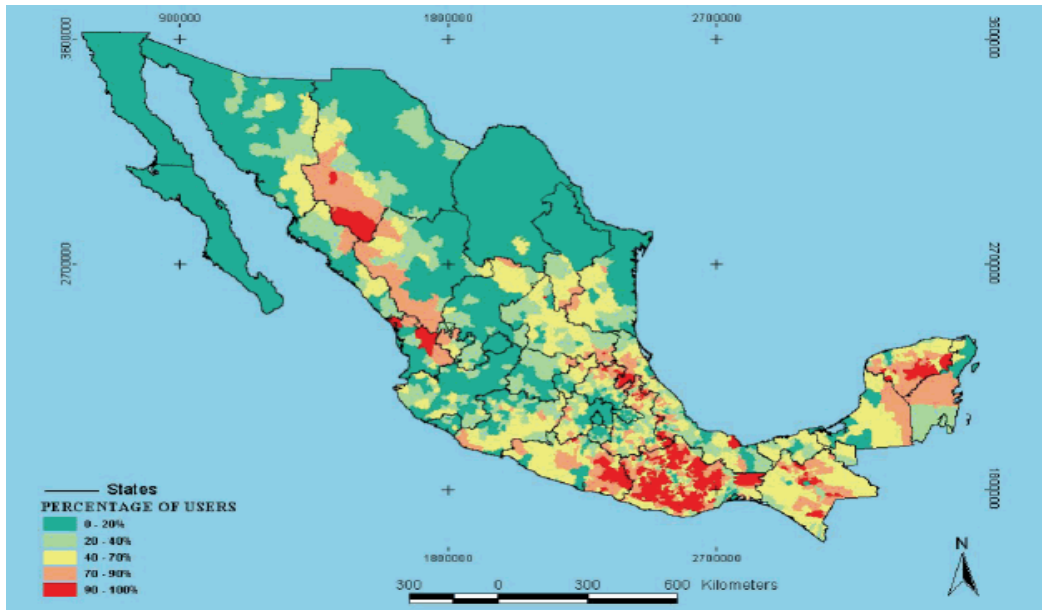 900000 1800000 2700000
3600000 3600000
2700000 2700000
1800000
States
PERCENTAGE OF USERS
0 - 20%
20 - 40%
40 - 70%
70 - 90%
90 - 100%
1800000 2700000
300 0 300 600 Kilometers
N